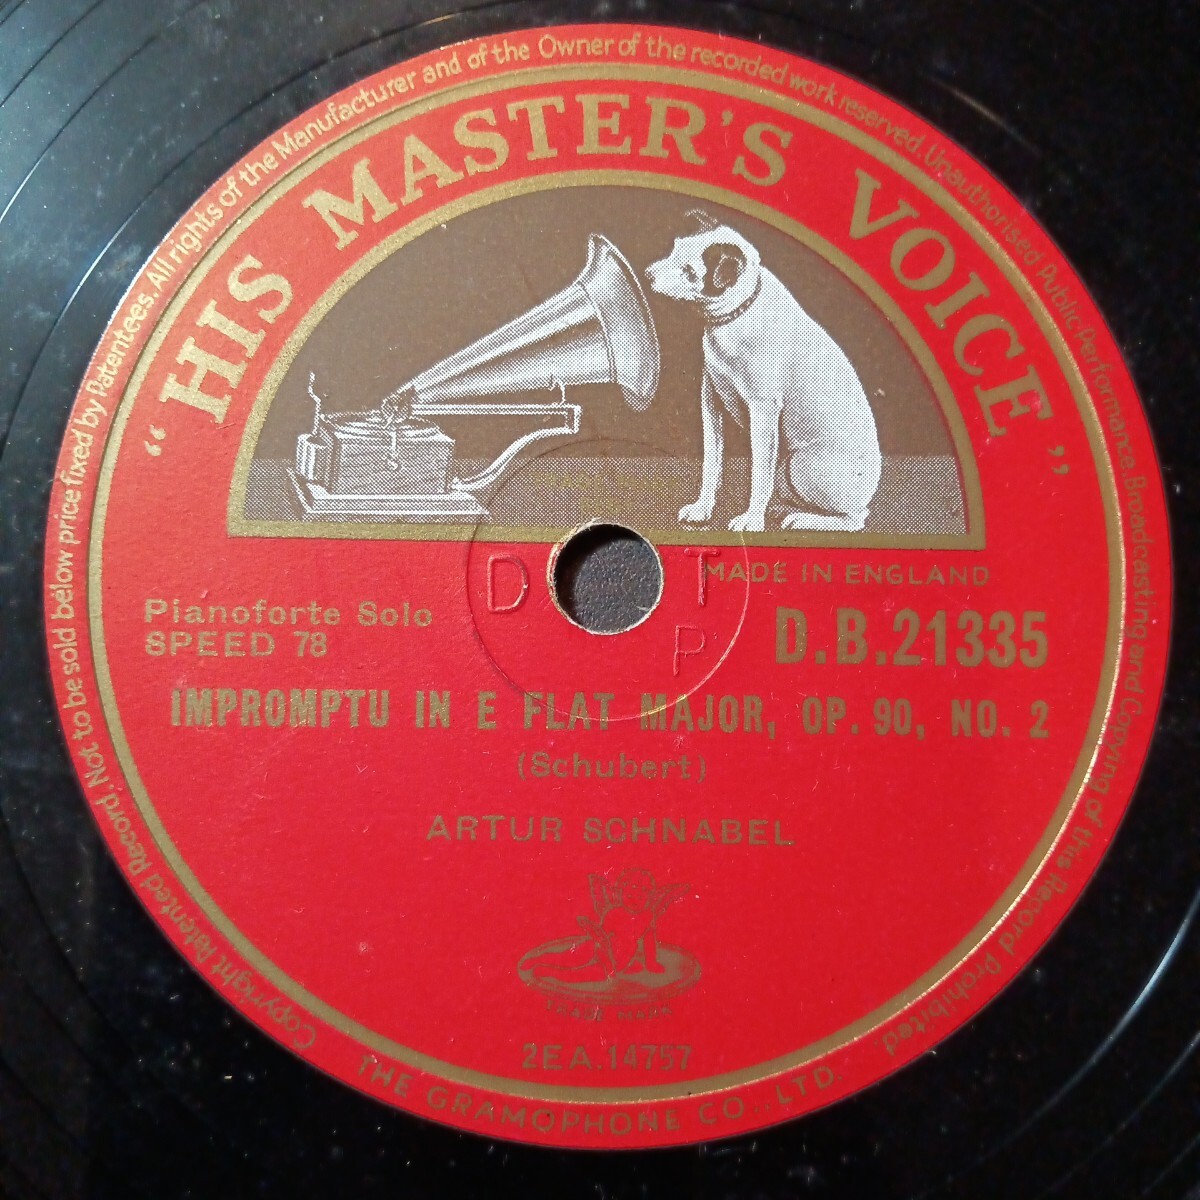 Copyright Patented Record. Not to be sold below price fixed by Patentees. All rights of the Manufacturer and of the Owner of the recorded work reserved. Unauthorised Public Performance. Broadcasting and Copying of this Record Prohibited.
"HIS MASTER'S VOICE"
MADE IN ENGLAND
D T
P
Pianoforte Solo
SPEED 78
D.B.21335
IMPROMPTU IN E FLAT MAJOR, OP. 90, NO. 2
(Schubert)
ARTUR SCHNABEL
TRADE MARK
2EA.14757
THE GRAMOPHONE CO., LTD.